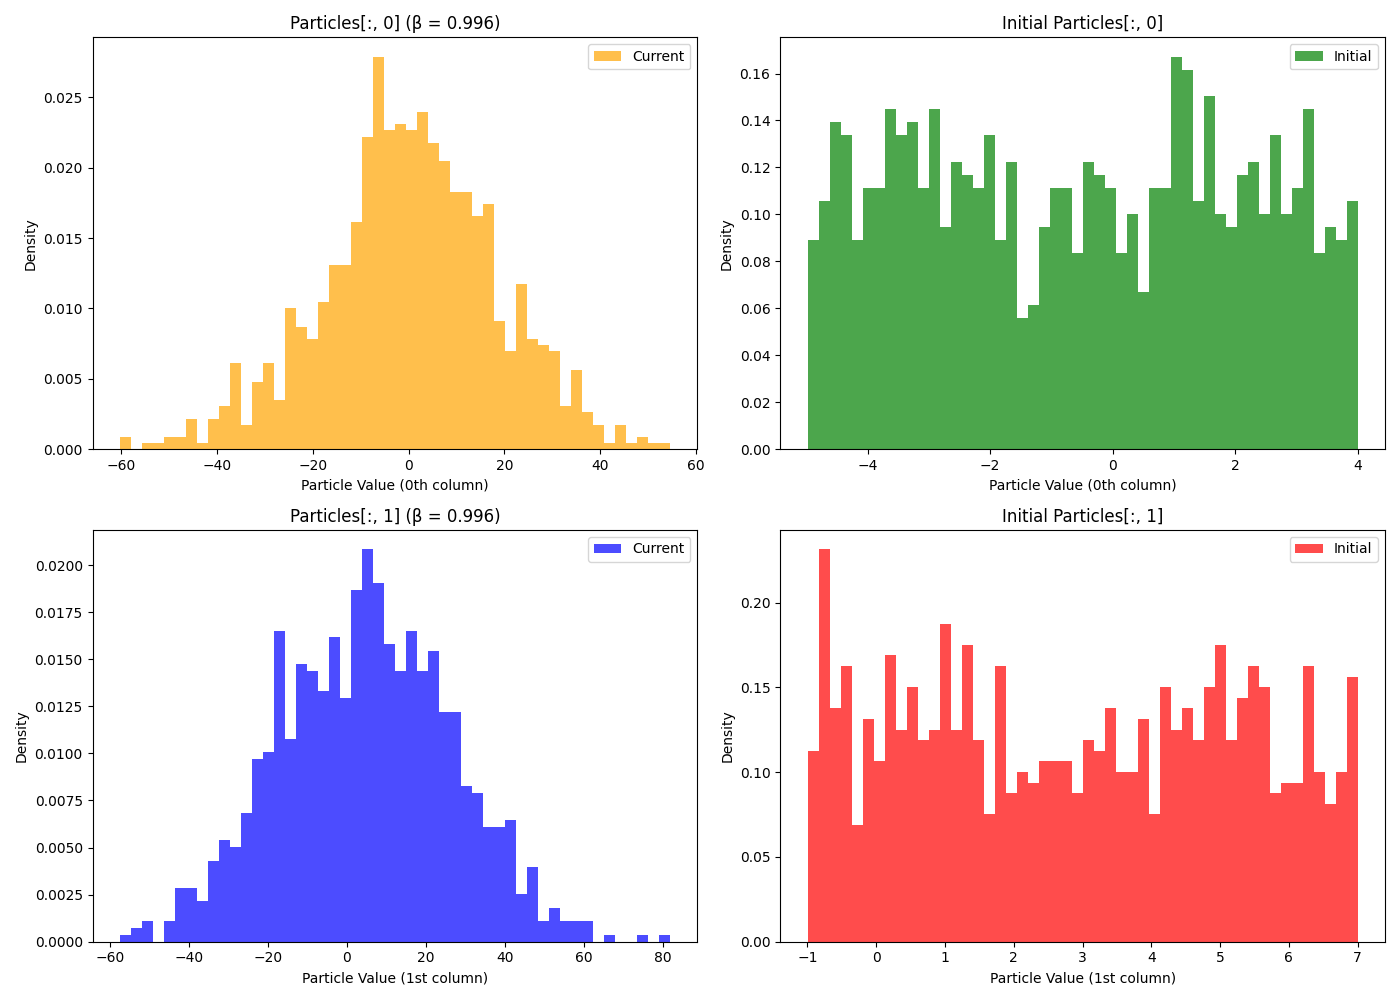 Particles[:, 0] (β = 0.996)
Current
Density
0.025
0.020
0.015
0.010
0.005
0.000
−60 −40 −20 0 20 40 60
Particle Value (0th column)
Initial Particles[:, 0]
Initial
Density
0.16
0.14
0.12
0.10
0.08
0.06
0.04
0.02
0.00
−4 −2 0 2 4
Particle Value (0th column)
Particles[:, 1] (β = 0.996)
Current
Density
0.0200
0.0175
0.0150
0.0125
0.0100
0.0075
0.0050
0.0025
0.0000
−60 −40 −20 0 20 40 60 80
Particle Value (1st column)
Initial Particles[:, 1]
Initial
Density
0.20
0.15
0.10
0.05
0.00
−1 0 1 2 3 4 5 6 7
Particle Value (1st column)